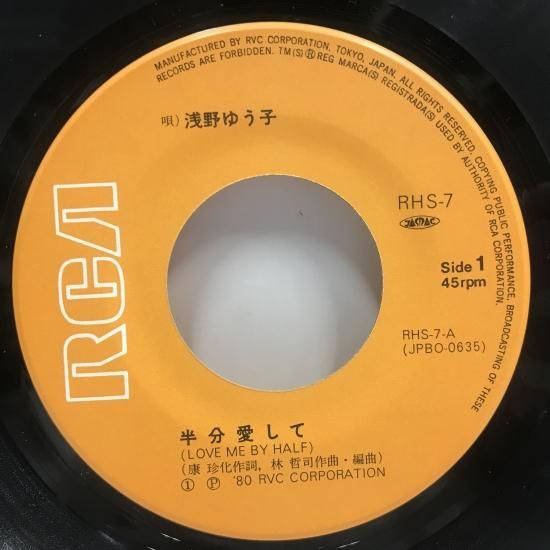 MANUFACTURED BY RVC CORPORATION, TOKYO, JAPAN. ALL RIGHTS RESERVED. COPYING PUBLIC PERFORMANCE, BROADCASTING OF THESE
RECORDS ARE FORBIDDEN. TM(S)®REG MARCA(S) REGISTRADA(S) USED BY AUTHORITY OF RCA CORPORATION.
唄) 浅野ゆう子
RCA
RHS-7
JASRAC
Side 1
45rpm
RHS-7-A
(JPBO-0635)
半分愛して
(LOVE ME BY HALF)
(康 珍化作詞, 林 哲司作曲・編曲)
① Ⓟ '80 RVC CORPORATION